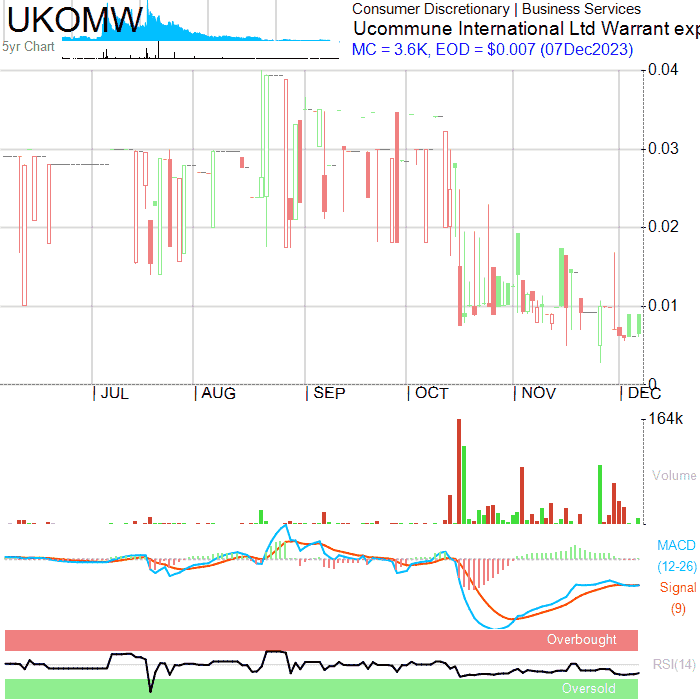 UKOMW
5yr Chart
Consumer Discretionary | Business Services
Ucommune International Ltd Warrant exp
MC = 3.6K, EOD = $0.007 (07Dec2023)
0.04
0.03
0.02
0.01
0
| JUL | AUG | SEP | OCT | NOV | DEC
164k
Volume
MACD
(12-26)
Signal
(9)
Overbought
RSI(14)
Oversold